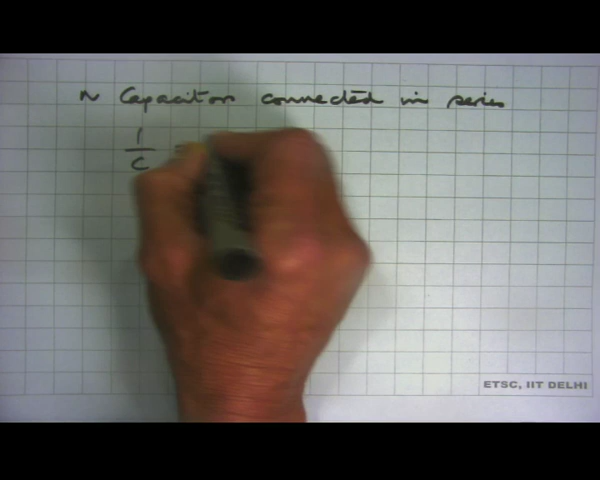 N Capacitors connected in series
1
C =
ETSC, IIT DELHI